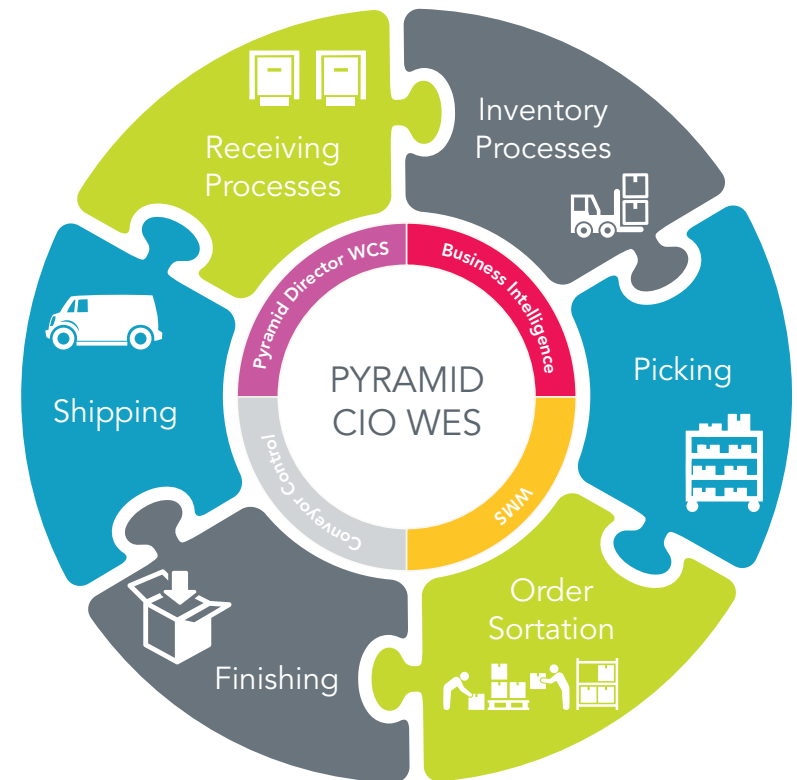 Receiving
Processes
Inventory
Processes
Picking
Order
Sortation
Finishing
Shipping
Pyramid Director WCS
Business Intelligence
WMS
Conveyor Control
PYRAMID
CIO WES